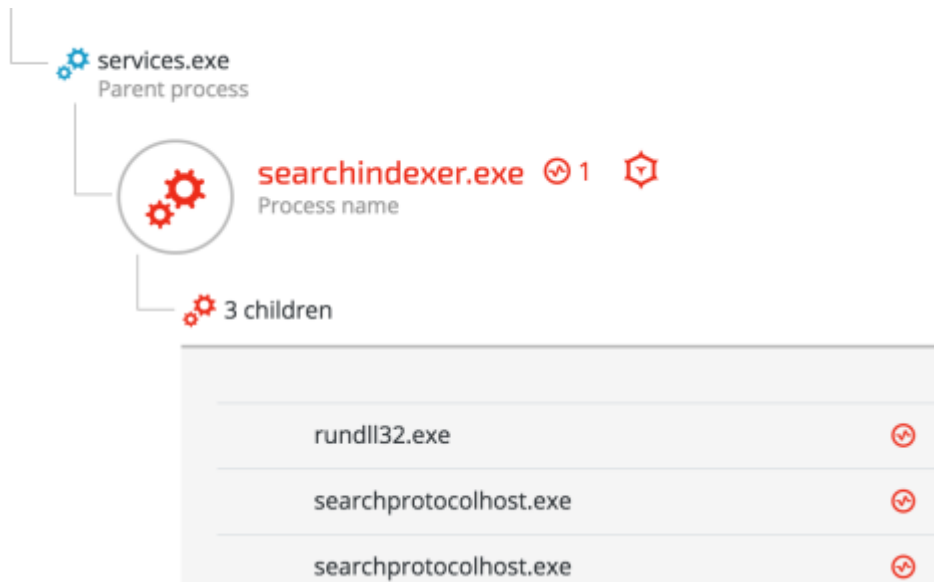 services.exe
Parent process
searchindexer.exe 1
Process name
3 children
rundll32.exe
searchprotocolhost.exe
searchprotocolhost.exe